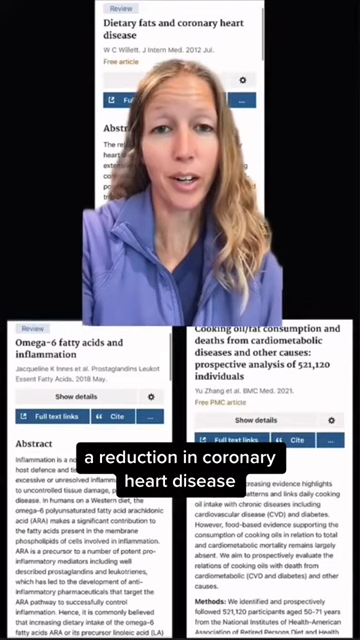 Review
Dietary fats and coronary heart
disease
W C Willett. J Intern Med. 2012 Jul.
Free article
...
Abstr
Review
Omega-6 fatty acids and
inflammation
Jacqueline K Innes et al. Prostaglandins Leukot
Essent Fatty Acids. 2018 May.
Show details
Full text links
Cite
...
Abstract
Inflammation is a
host defence and
excessive or unresolved inflammation
to uncontrolled tissue damage,
disease. In humans on a Western diet, the
omega-6 polyunsaturated fatty acid arachidonic
acid (ARA) makes a significant contribution to
the fatty acids present in the membrane
phospholipids of cells involved in inflammation.
ARA is a precursor to a number of potent pro-
inflammatory mediators including well
described prostaglandins and leukotrienes,
which has led to the development of anti-
inflammatory pharmaceuticals that target the
ARA pathway to successfully control
inflammation. Hence, it is commonly believed
that increasing dietary intake of the omega-6
fatty acids ARA or its precursor linoleic acid (LA)
Cooking oil/fat consumption and
deaths from cardiometabolic
diseases and other causes:
prospective analysis of 521,120
individuals
Yu Zhang et al. BMC Med. 2021.
Free PMC article
Show details
Full text links
Cite
...
increasing evidence highlights
patterns and links daily cooking
oil intake with chronic diseases including
cardiovascular disease (CVD) and diabetes.
However, food-based evidence supporting the
consumption of cooking oils in relation to total
and cardiometabolic mortality remains largely
absent. We aim to prospectively evaluate the
relations of cooking oils with death from
cardiometabolic (CVD and diabetes) and other
causes.
Methods: We identified and prospectively
followed 521,120 participants aged 50-71 years
from the National Institutes of Health-American
Association of Retired Persons Diet and Health
a reduction in coronary
heart disease